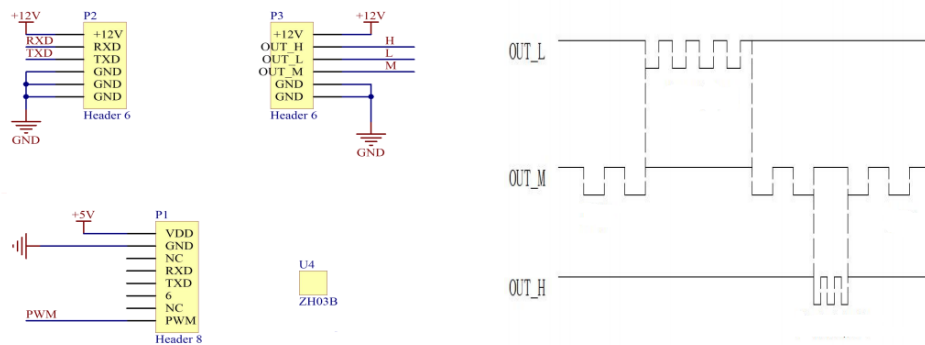 +12V
P2
+12V
RXD
TXD
GND
GND
GND
RXD
TXD
Header 6
GND
P3
+12V
+12V
OUT_H
OUT_L
OUT_M
GND
GND
H
L
M
Header 6
GND
+5V
P1
VDD
GND
NC
RXD
TXD
6
NC
PWM
PWM
Header 8
U4
ZH03B
OUT_L
OUT_M
OUT_H